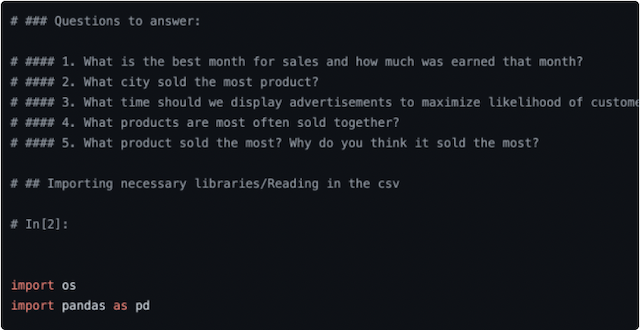 # ### Questions to answer:
# #### 1. What is the best month for sales and how much was earned that month?
# #### 2. What city sold the most product?
# #### 3. What time should we display advertisements to maximize likelihood of custome
# #### 4. What products are most often sold together?
# #### 5. What product sold the most? Why do you think it sold the most?
# ## Importing necessary libraries/Reading in the csv
# In[2]:
import os
import pandas as pd